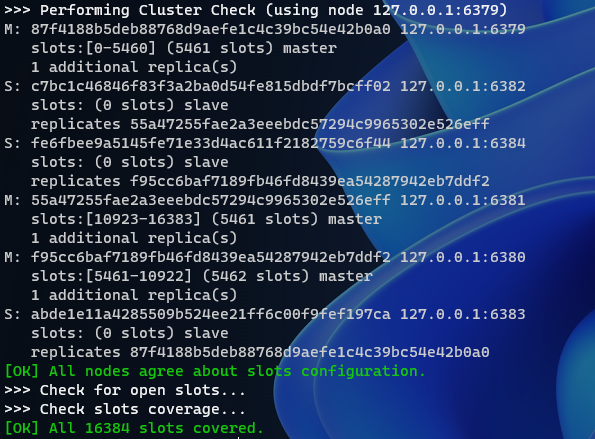 >>> Performing Cluster Check (using node 127.0.0.1:6379)
M: 87f4188b5deb88768d9aefe1c4c39bc54e42b0a0 127.0.0.1:6379
   slots:[0-5460] (5461 slots) master
   1 additional replica(s)
S: c7bc1c46846f83f3a2ba0d54fe815dbdf7bcff02 127.0.0.1:6382
   slots: (0 slots) slave
   replicates 55a47255fae2a3eeebdc57294c9965302e526eff
S: fe6fbee9a5145fe71e33d4ac611f2182759c6f44 127.0.0.1:6384
   slots: (0 slots) slave
   replicates f95cc6baf7189fb46fd8439ea54287942eb7ddf2
M: 55a47255fae2a3eeebdc57294c9965302e526eff 127.0.0.1:6381
   slots:[10923-16383] (5461 slots) master
   1 additional replica(s)
M: f95cc6baf7189fb46fd8439ea54287942eb7ddf2 127.0.0.1:6380
   slots:[5461-10922] (5462 slots) master
   1 additional replica(s)
S: abde1e11a4285509b524ee21ff6c00f9fef197ca 127.0.0.1:6383
   slots: (0 slots) slave
   replicates 87f4188b5deb88768d9aefe1c4c39bc54e42b0a0
[OK] All nodes agree about slots configuration.
>>> Check for open slots...
>>> Check slots coverage...
[OK] All 16384 slots covered.